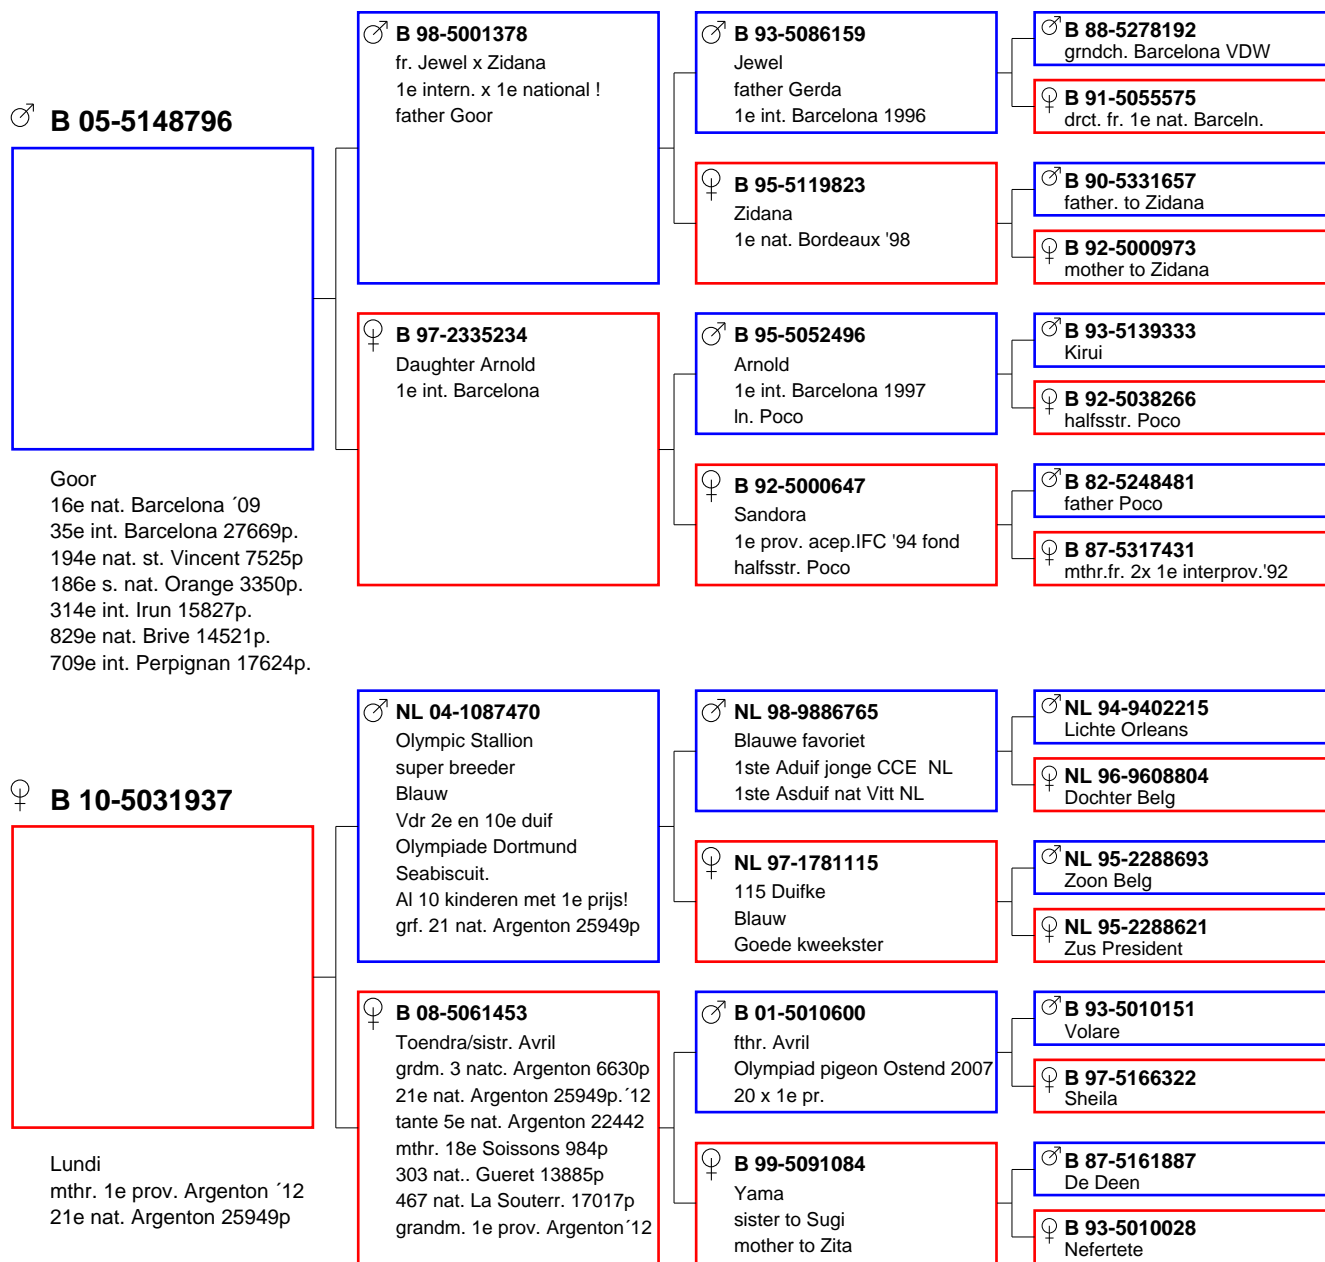 B 05-5148796
Goor
16e nat. Barcelona ´09
35e int. Barcelona 27669p.
194e nat. st. Vincent 7525p
186e s. nat. Orange 3350p.
314e int. Irun 15827p.
829e nat. Brive 14521p.
709e int. Perpignan 17624p.
B 98-5001378
fr. Jewel x Zidana
1e intern. x 1e national !
father Goor
B 97-2335234
Daughter Arnold
1e int. Barcelona
B 93-5086159
Jewel
father Gerda
1e int. Barcelona 1996
B 95-5119823
Zidana
1e nat. Bordeaux '98
B 95-5052496
Arnold
1e int. Barcelona 1997
ln. Poco
B 92-5000647
Sandora
1e prov. acep.IFC '94 fond
halfsstr. Poco
B 88-5278192
grndch. Barcelona VDW
B 91-5055575
drct. fr. 1e nat. Barceln.
B 90-5331657
father. to Zidana
B 92-5000973
mother to Zidana
B 93-5139333
Kirui
B 92-5038266
halfsstr. Poco
B 82-5248481
father Poco
B 87-5317431
mthr.fr. 2x 1e interprov.'92
B 10-5031937
Lundi
mthr. 1e prov. Argenton ´12
21e nat. Argenton 25949p
NL 04-1087470
Olympic Stallion
super breeder
Blauw
Vdr 2e en 10e duif
Olympiade Dortmund
Seabiscuit.
Al 10 kinderen met 1e prijs!
grf. 21 nat. Argenton 25949p
B 08-5061453
Toendra/sistr. Avril
grdm. 3 natc. Argenton 6630p
21e nat. Argenton 25949p.´12
tante 5e nat. Argenton 22442
mthr. 18e Soissons 984p
303 nat.. Gueret 13885p
467 nat. La Souterr. 17017p
grandm. 1e prov. Argenton´12
NL 98-9886765
Blauwe favoriet
1ste Aduif jonge CCE  NL
1ste Asduif nat Vitt NL
NL 97-1781115
115 Duifke
Blauw
Goede kweekster
B 01-5010600
fthr. Avril
Olympiad pigeon Ostend 2007
20 x 1e pr.
B 99-5091084
Yama
sister to Sugi
mother to Zita
NL 94-9402215
Lichte Orleans
NL 96-9608804
Dochter Belg
NL 95-2288693
Zoon Belg
NL 95-2288621
Zus President
B 93-5010151
Volare
B 97-5166322
Sheila
B 87-5161887
De Deen
B 93-5010028
Nefertete